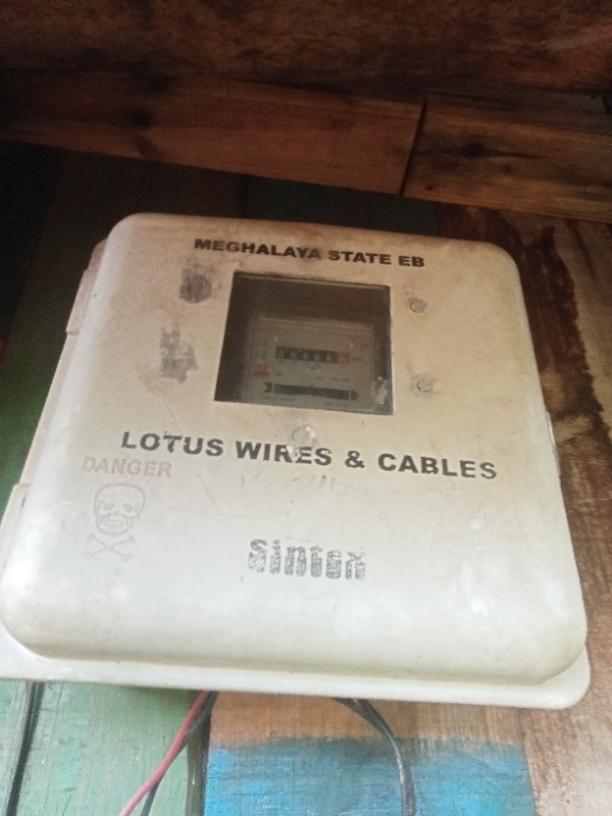 MEGHALAYA STATE EB
LOTUS WIRES & CABLES
DANGER
Sintex